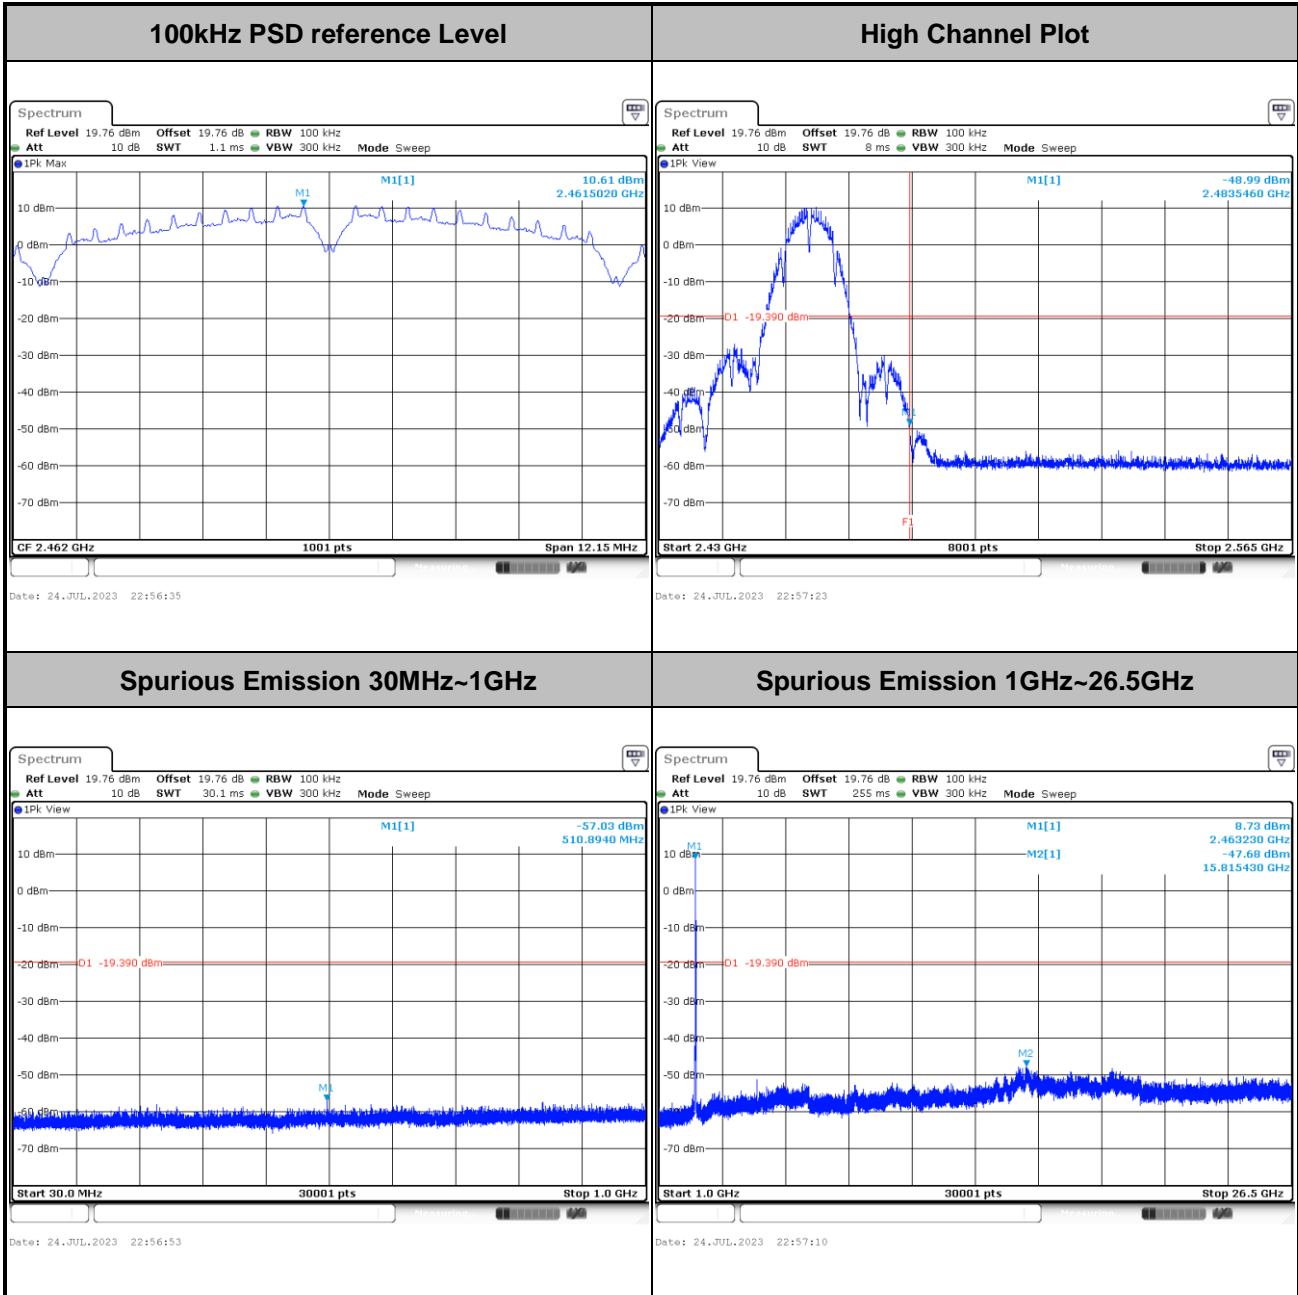 100kHz PSD reference Level
High Channel Plot
Spectrum
Ref Level 19.76 dBm Offset 19.76 dB RBW 100 kHz
Att 10 dB SWT 1.1 ms VBW 300 kHz Mode Sweep
1Pk Max
M1[1] 10.61 dBm
2.4615020 GHz
M1
10 dBm
0 dBm
-10 dBm
-20 dBm
-30 dBm
-40 dBm
-50 dBm
-60 dBm
-70 dBm
CF 2.462 GHz 1001 pts Span 12.15 MHz
Measuring
Date: 24.JUL.2023 22:56:35
Spectrum
Ref Level 19.76 dBm Offset 19.76 dB RBW 100 kHz
Att 10 dB SWT 8 ms VBW 300 kHz Mode Sweep
1Pk View
M1[1] -48.99 dBm
2.4835460 GHz
10 dBm
0 dBm
-10 dBm
-20 dBm
D1 -19.390 dBm
-30 dBm
-40 dBm
M1
-50 dBm
-60 dBm
-70 dBm
F1
Start 2.43 GHz 8001 pts Stop 2.565 GHz
Measuring
Date: 24.JUL.2023 22:57:23
Spurious Emission 30MHz~1GHz
Spurious Emission 1GHz~26.5GHz
Spectrum
Ref Level 19.76 dBm Offset 19.76 dB RBW 100 kHz
Att 10 dB SWT 30.1 ms VBW 300 kHz Mode Sweep
1Pk View
M1[1] -57.03 dBm
510.8940 MHz
10 dBm
0 dBm
-10 dBm
-20 dBm
D1 -19.390 dBm
-30 dBm
-40 dBm
-50 dBm
M1
-60 dBm
-70 dBm
Start 30.0 MHz 30001 pts Stop 1.0 GHz
Measuring
Date: 24.JUL.2023 22:56:53
Spectrum
Ref Level 19.76 dBm Offset 19.76 dB RBW 100 kHz
Att 10 dB SWT 255 ms VBW 300 kHz Mode Sweep
1Pk View
M1[1] 8.73 dBm
2.463230 GHz
M2[1] -47.68 dBm
15.815430 GHz
M1
10 dBm
0 dBm
-10 dBm
-20 dBm
D1 -19.390 dBm
-30 dBm
-40 dBm
M2
-50 dBm
-60 dBm
-70 dBm
Start 1.0 GHz 30001 pts Stop 26.5 GHz
Measuring
Date: 24.JUL.2023 22:57:10